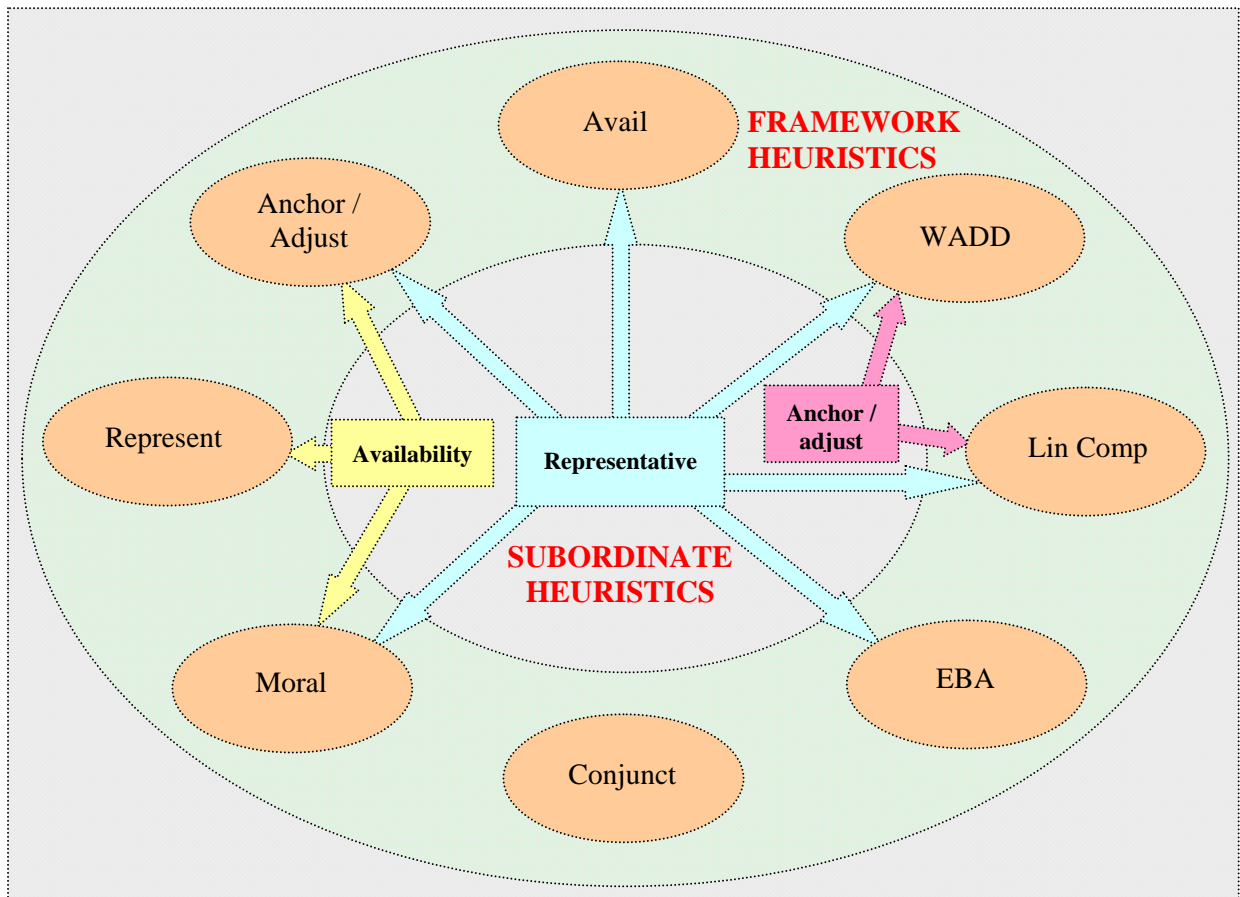 Avail
FRAMEWORK
HEURISTICS
Anchor /
Adjust
WADD
Represent
Availability
Representative
Anchor /
adjust
Lin Comp
SUBORDINATE
HEURISTICS
Moral
EBA
Conjunct